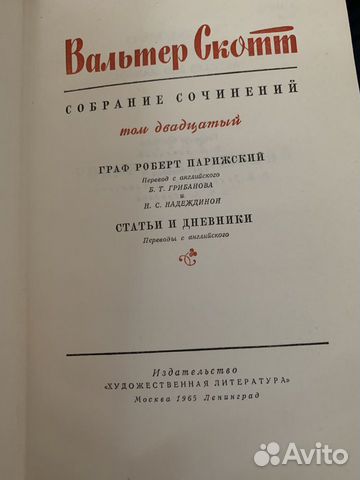 Вальтер Скотт
СОБРАНИЕ СОЧИНЕНИЙ
том двадцатый
ГРАФ РОБЕРТ ПАРИЖСКИЙ
Перевод с английского
Б. Т. ГРИБАНОВА
и
Н. С. НАДЕЖДИНОЙ
СТАТЬИ И ДНЕВНИКИ
Переводы с английского
Издательство
«ХУДОЖЕСТВЕННАЯ ЛИТЕРАТУРА»
Москва 1965 Ленинград
Avito